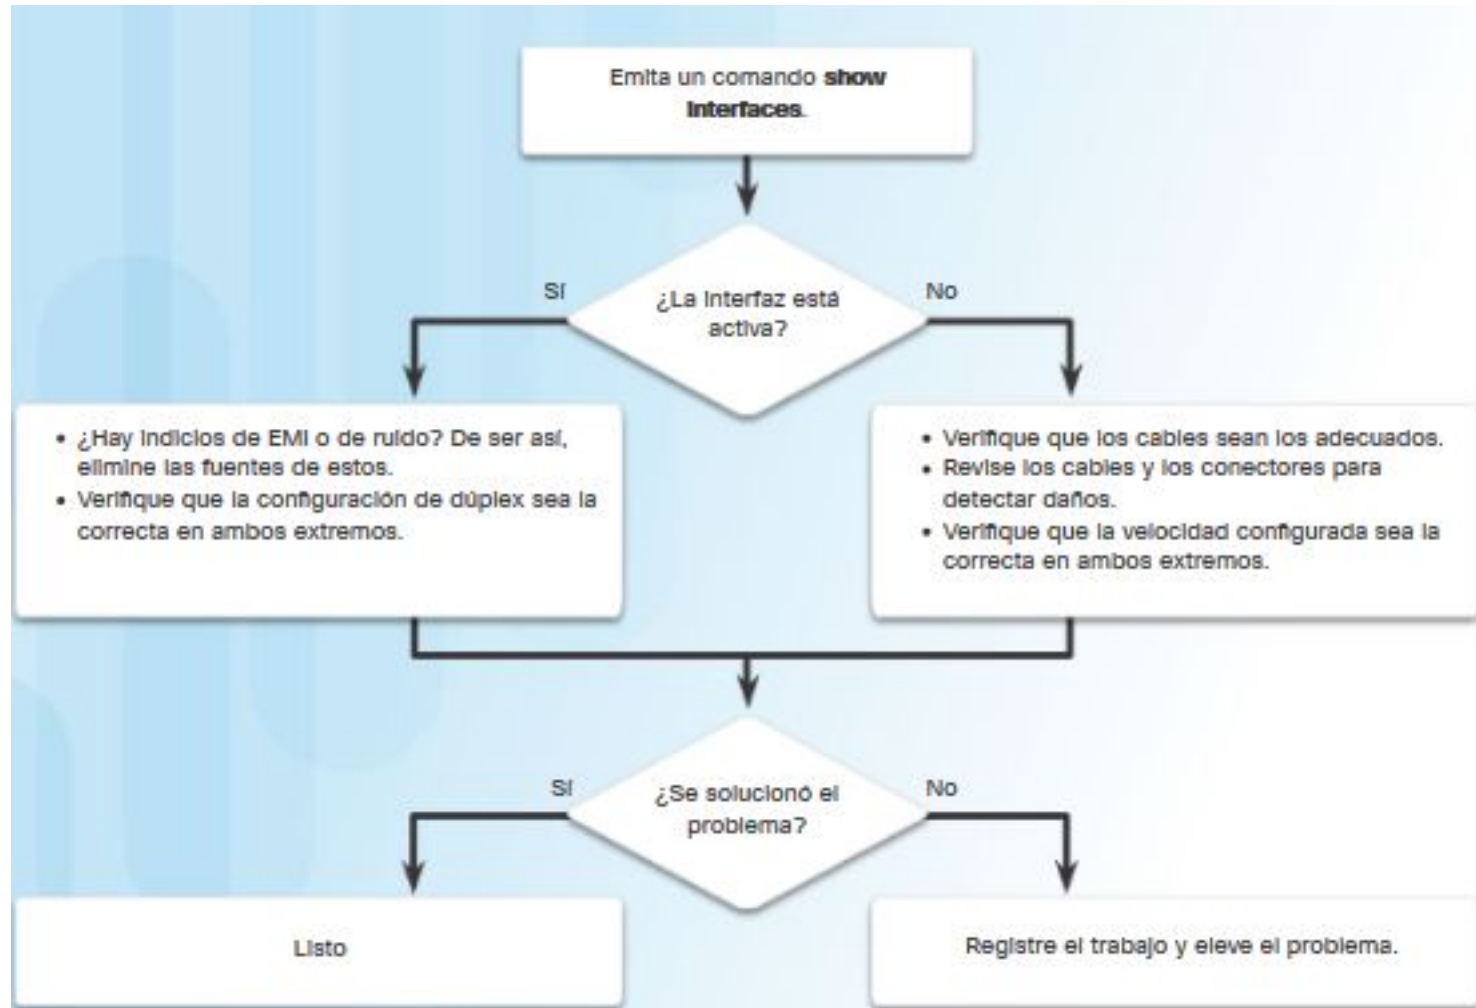 Emita un comando show
interfaces.
Sí
¿La interfaz está
activa?
No
• ¿Hay indicios de EMI o de ruido? De ser así,
elimine las fuentes de estos.
• Verifique que la configuración de dúplex sea la
correcta en ambos extremos.
• Verifique que los cables sean los adecuados.
• Revise los cables y los conectores para
detectar daños.
• Verifique que la velocidad configurada sea la
correcta en ambos extremos.
Sí
¿Se solucionó el
problema?
No
Listo
Registre el trabajo y eleve el problema.